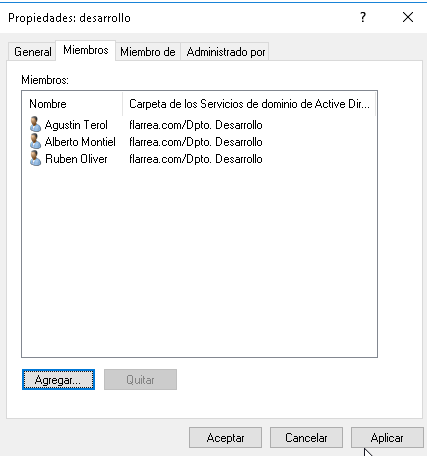 Propiedades: desarrollo
General Miembros Miembro de Administrado por
Miembros:
Nombre Carpeta de los Servicios de dominio de Active Dir...
Agustin Terol flarrea.com/Dpto. Desarrollo
Alberto Montiel flarrea.com/Dpto. Desarrollo
Ruben Oliver flarrea.com/Dpto. Desarrollo
Agregar... Quitar
Aceptar Cancelar Aplicar